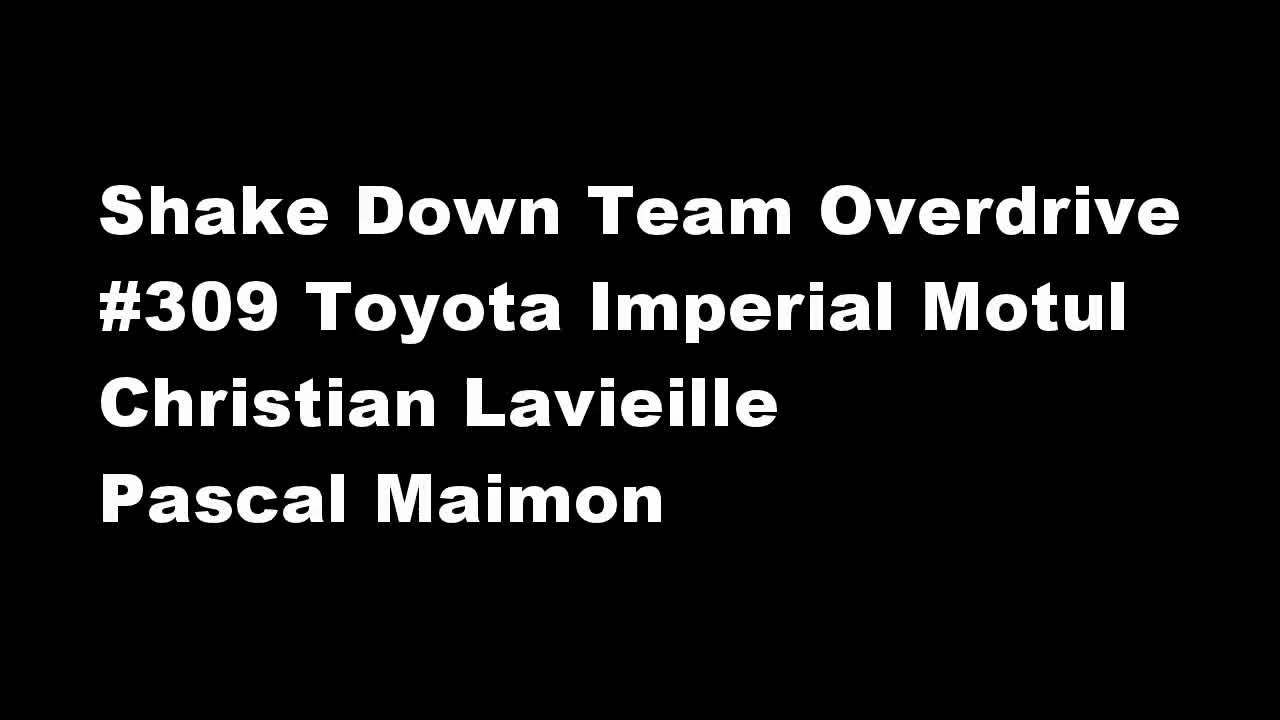 Shake Down Team Overdrive
#309 Toyota Imperial Motul
Christian Lavieille
Pascal Maimon